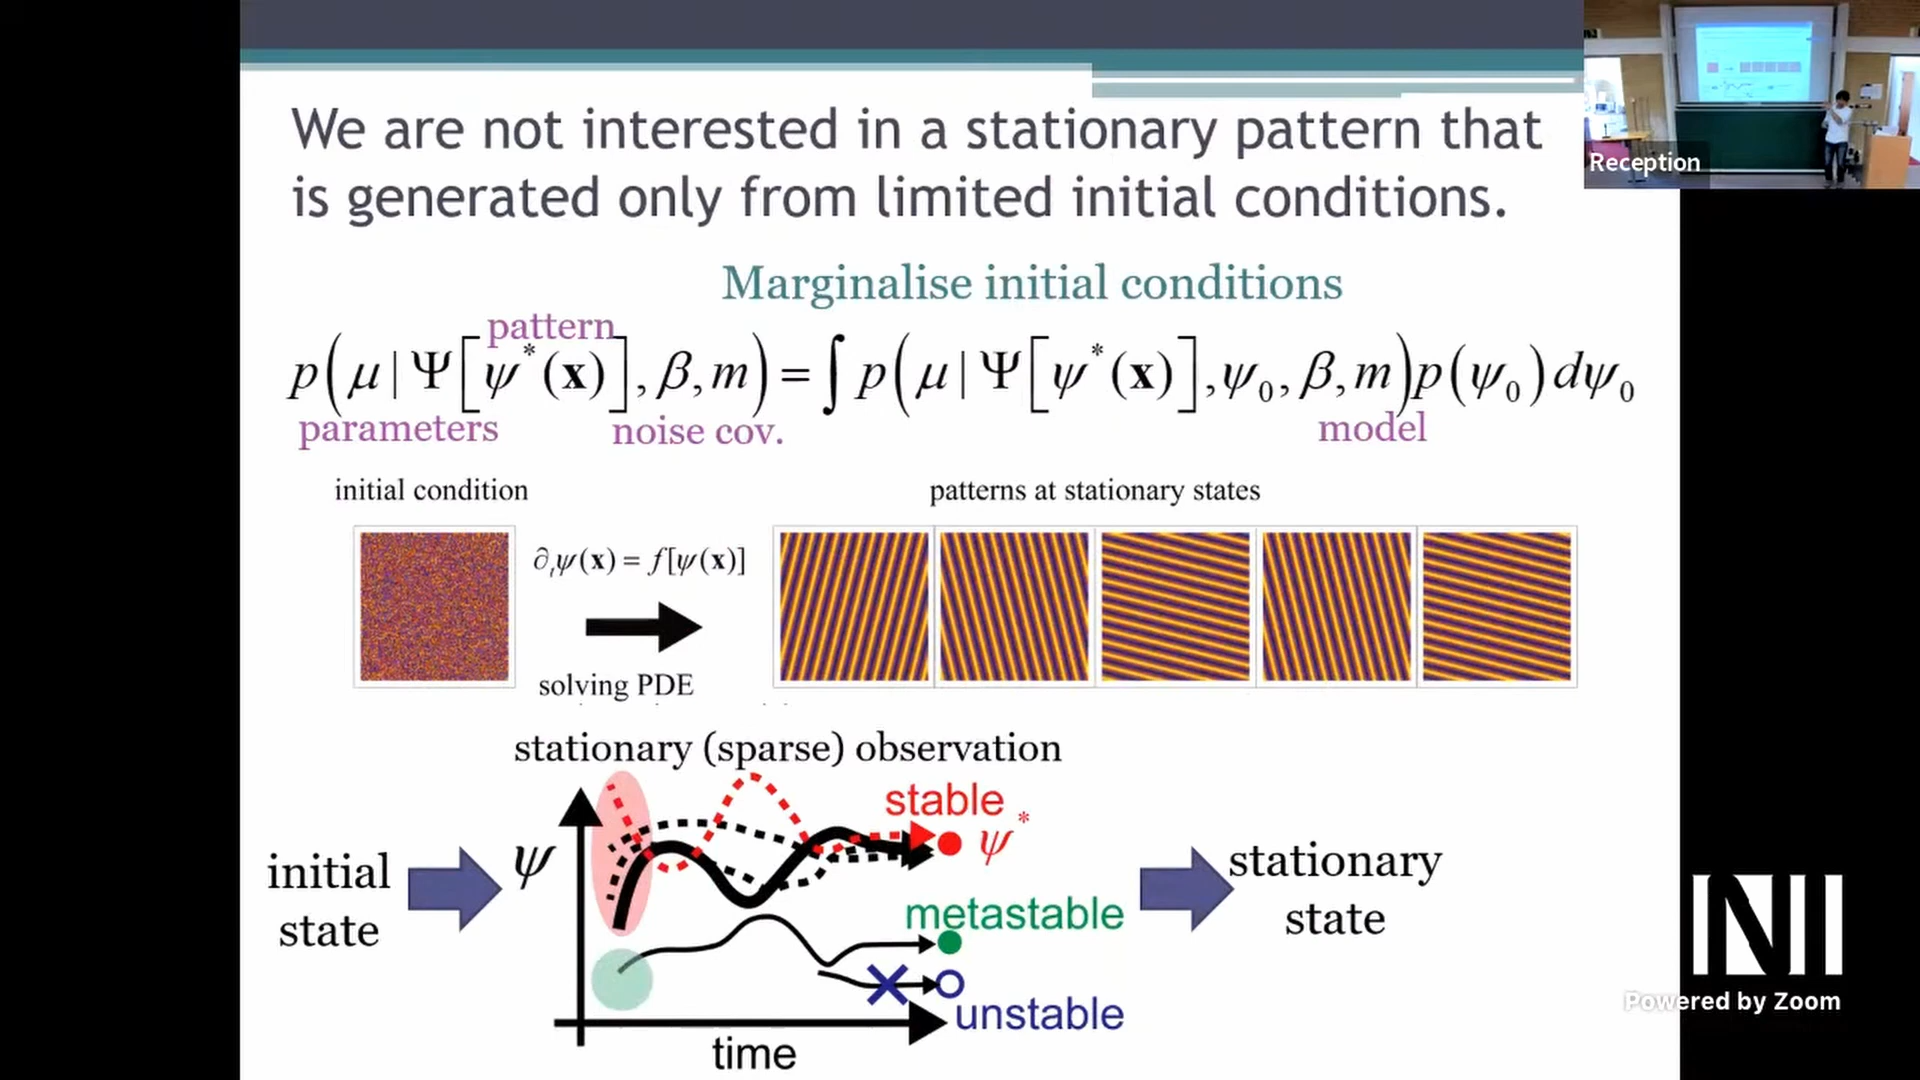 We are not interested in a stationary pattern that
is generated only from limited initial conditions.
Reception
Marginalise initial conditions
pattern
p(μ | Ψ[ψ*(x)], β, m) = ∫ p(μ | Ψ[ψ*(x)], ψ₀, β, m) p(ψ₀) dψ₀
parameters
noise cov.
model
initial condition
patterns at stationary states
∂ₜψ(x) = f[ψ(x)]
solving PDE
stationary (sparse) observation
initial
state
ψ
stable
ψ*
metastable
unstable
time
stationary
state
NI
Powered by Zoom